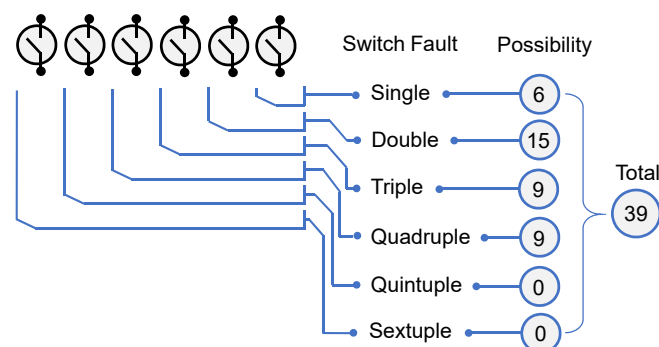 Switch Fault Possibility
Single 6
Double 15
Triple 9
Total
39
Quadruple 9
Quintuple 0
Sextuple 0